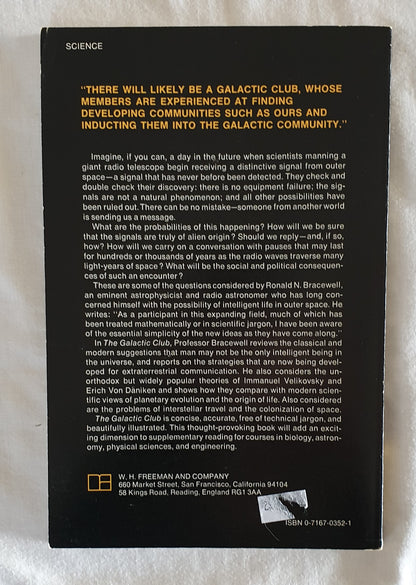 SCIENCE
"THERE WILL LIKELY BE A GALACTIC CLUB, WHOSE
MEMBERS ARE EXPERIENCED AT FINDING
DEVELOPING COMMUNITIES SUCH AS OURS AND
INDUCTING THEM INTO THE GALACTIC COMMUNITY."
Imagine, if you can, a day in the future when scientists manning a
giant radio telescope begin receiving a distinctive signal from outer
space—a signal that has never before been detected. They check and
double check their discovery: there is no equipment failure; the sig-
nals are not a natural phenomenon; and all other possibilities have
been ruled out. There can be no mistake—someone from another world
is sending us a message.
What are the probabilities of this happening? How will we be sure
that the signals are truly of alien origin? Should we reply—and, if so,
how? How will we carry on a conversation with pauses that may last
for hundreds or thousands of years as the radio waves traverse many
light-years of space? What will be the social and political consequen-
ces of such an encounter?
These are some of the questions considered by Ronald N. Bracewell,
an eminent astrophysicist and radio astronomer who has long con-
cerned himself with the possibility of intelligent life in outer space. He
writes: "As a participant in this expanding field, much of which has
been treated mathematically or in scientific jargon, I have been aware
of the essential simplicity of the new ideas as they have come along."
In The Galactic Club, Professor Bracewell reviews the classical and
modern suggestions that man may not be the only intelligent being in
the universe, and reports on the strategies that are now being devel-
oped for extraterrestrial communication. He also considers the un-
orthodox but widely popular theories of Immanuel Velikovsky and
Erich Von Däniken and shows how they compare with modern scien-
tific views of planetary evolution and the origin of life. Also considered
are the problems of interstellar travel and the colonization of space.
The Galactic Club is concise, accurate, free of technical jargon, and
beautifully illustrated. This thought-provoking book will add an excit-
ing dimension to supplementary reading for courses in biology, astron-
omy, physical sciences, and engineering.
W. H. FREEMAN AND COMPANY
660 Market Street, San Francisco, California 94104
58 Kings Road, Reading, England RG1 3AA
ISBN 0-7167-0352-1